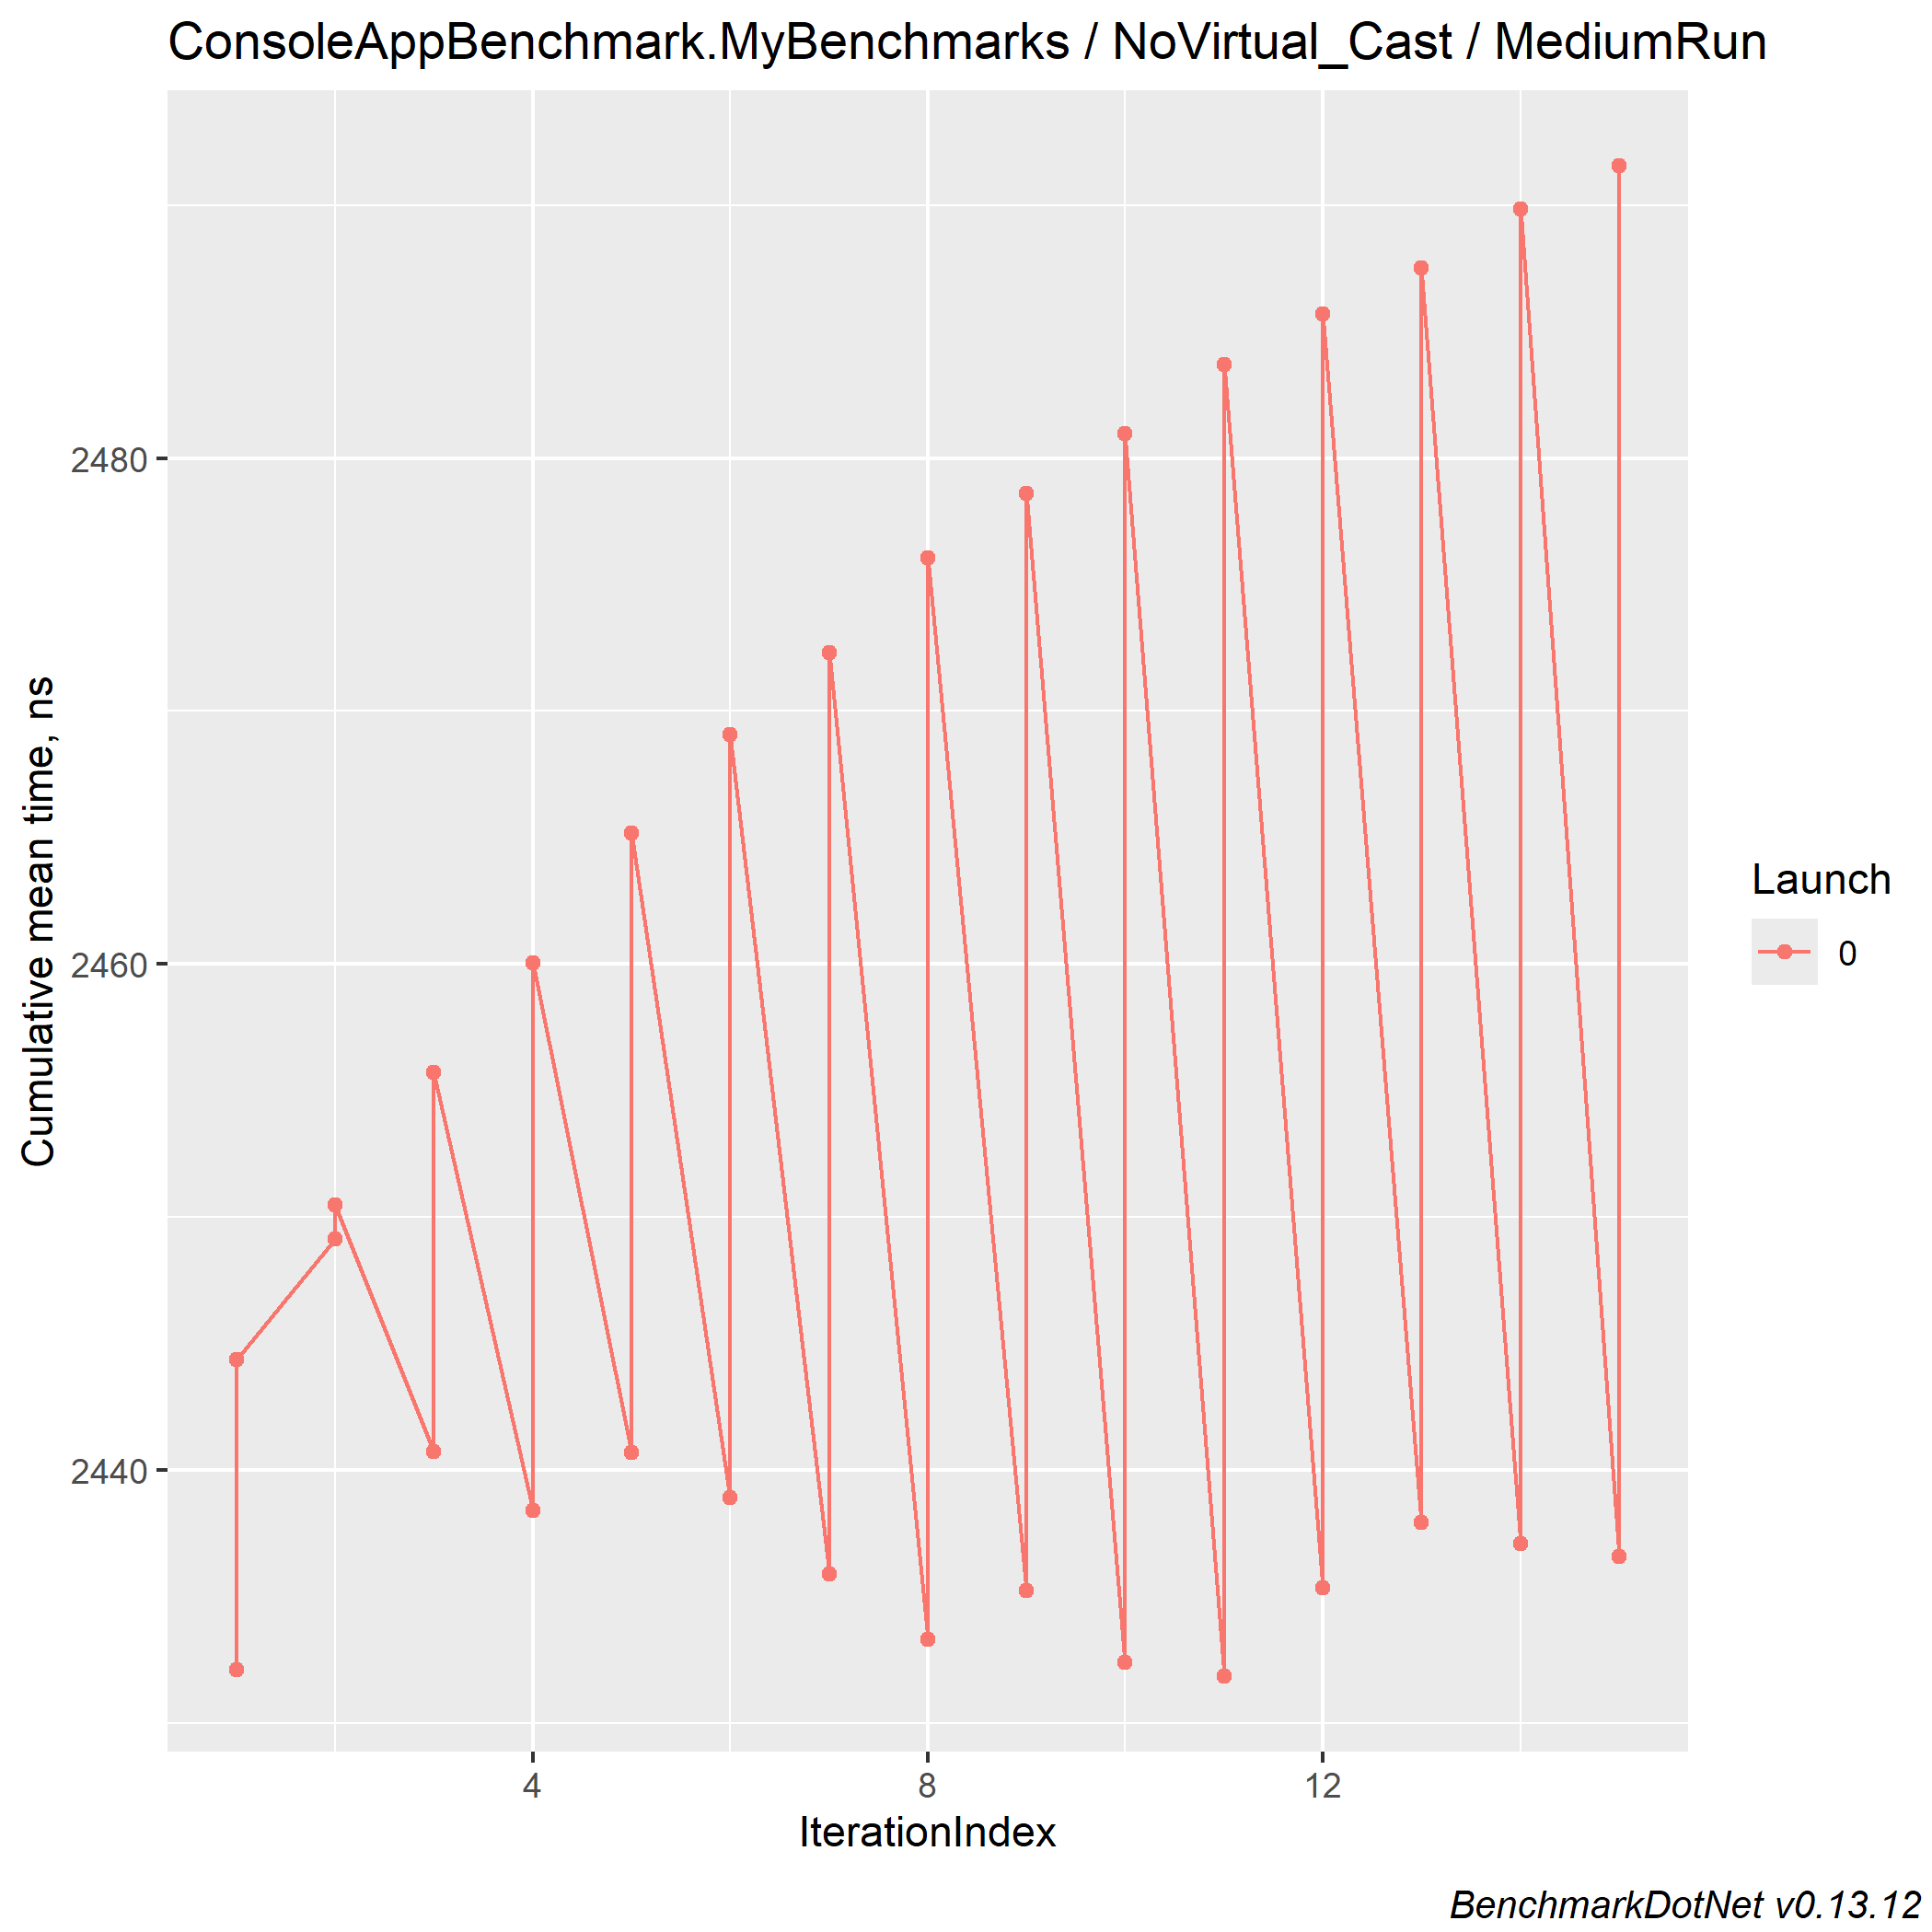 ConsoleAppBenchmark.MyBenchmarks / NoVirtual_Cast / MediumRun
Cumulative mean time, ns
2480
2460
2440
4
8
12
IterationIndex
Launch
0
BenchmarkDotNet v0.13.12